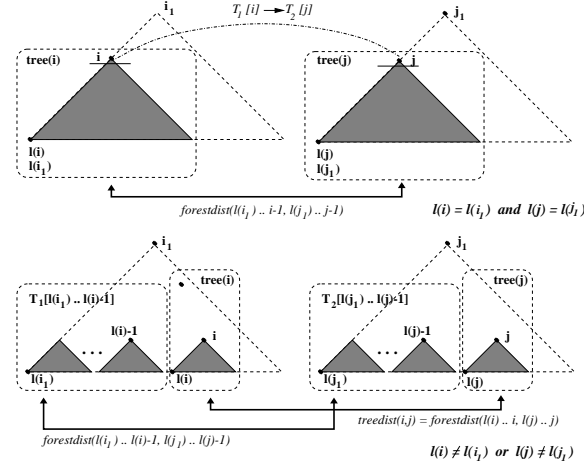 T₁ [i] → T₂ [j]
i₁ j₁
tree(i) i tree(j) j
l(i) l(j)
l(i₁) l(j₁)
forestdist(l(i₁) .. i-1, l(j₁) .. j-1)
l(i) = l(i₁) and l(j) = l(j₁)
i₁ j₁
tree(i) tree(j)
T₁[l(i₁) .. l(i)-1] T₂[l(j₁) .. l(j)-1]
... l(i)-1 i ... l(j)-1 j
l(i₁) l(i) l(j₁) l(j)
treedist(i,j) = forestdist(l(i) .. i, l(j) .. j)
forestdist(l(i₁) .. l(i)-1, l(j₁) .. l(j)-1)
l(i) ≠ l(i₁) or l(j) ≠ l(j₁)